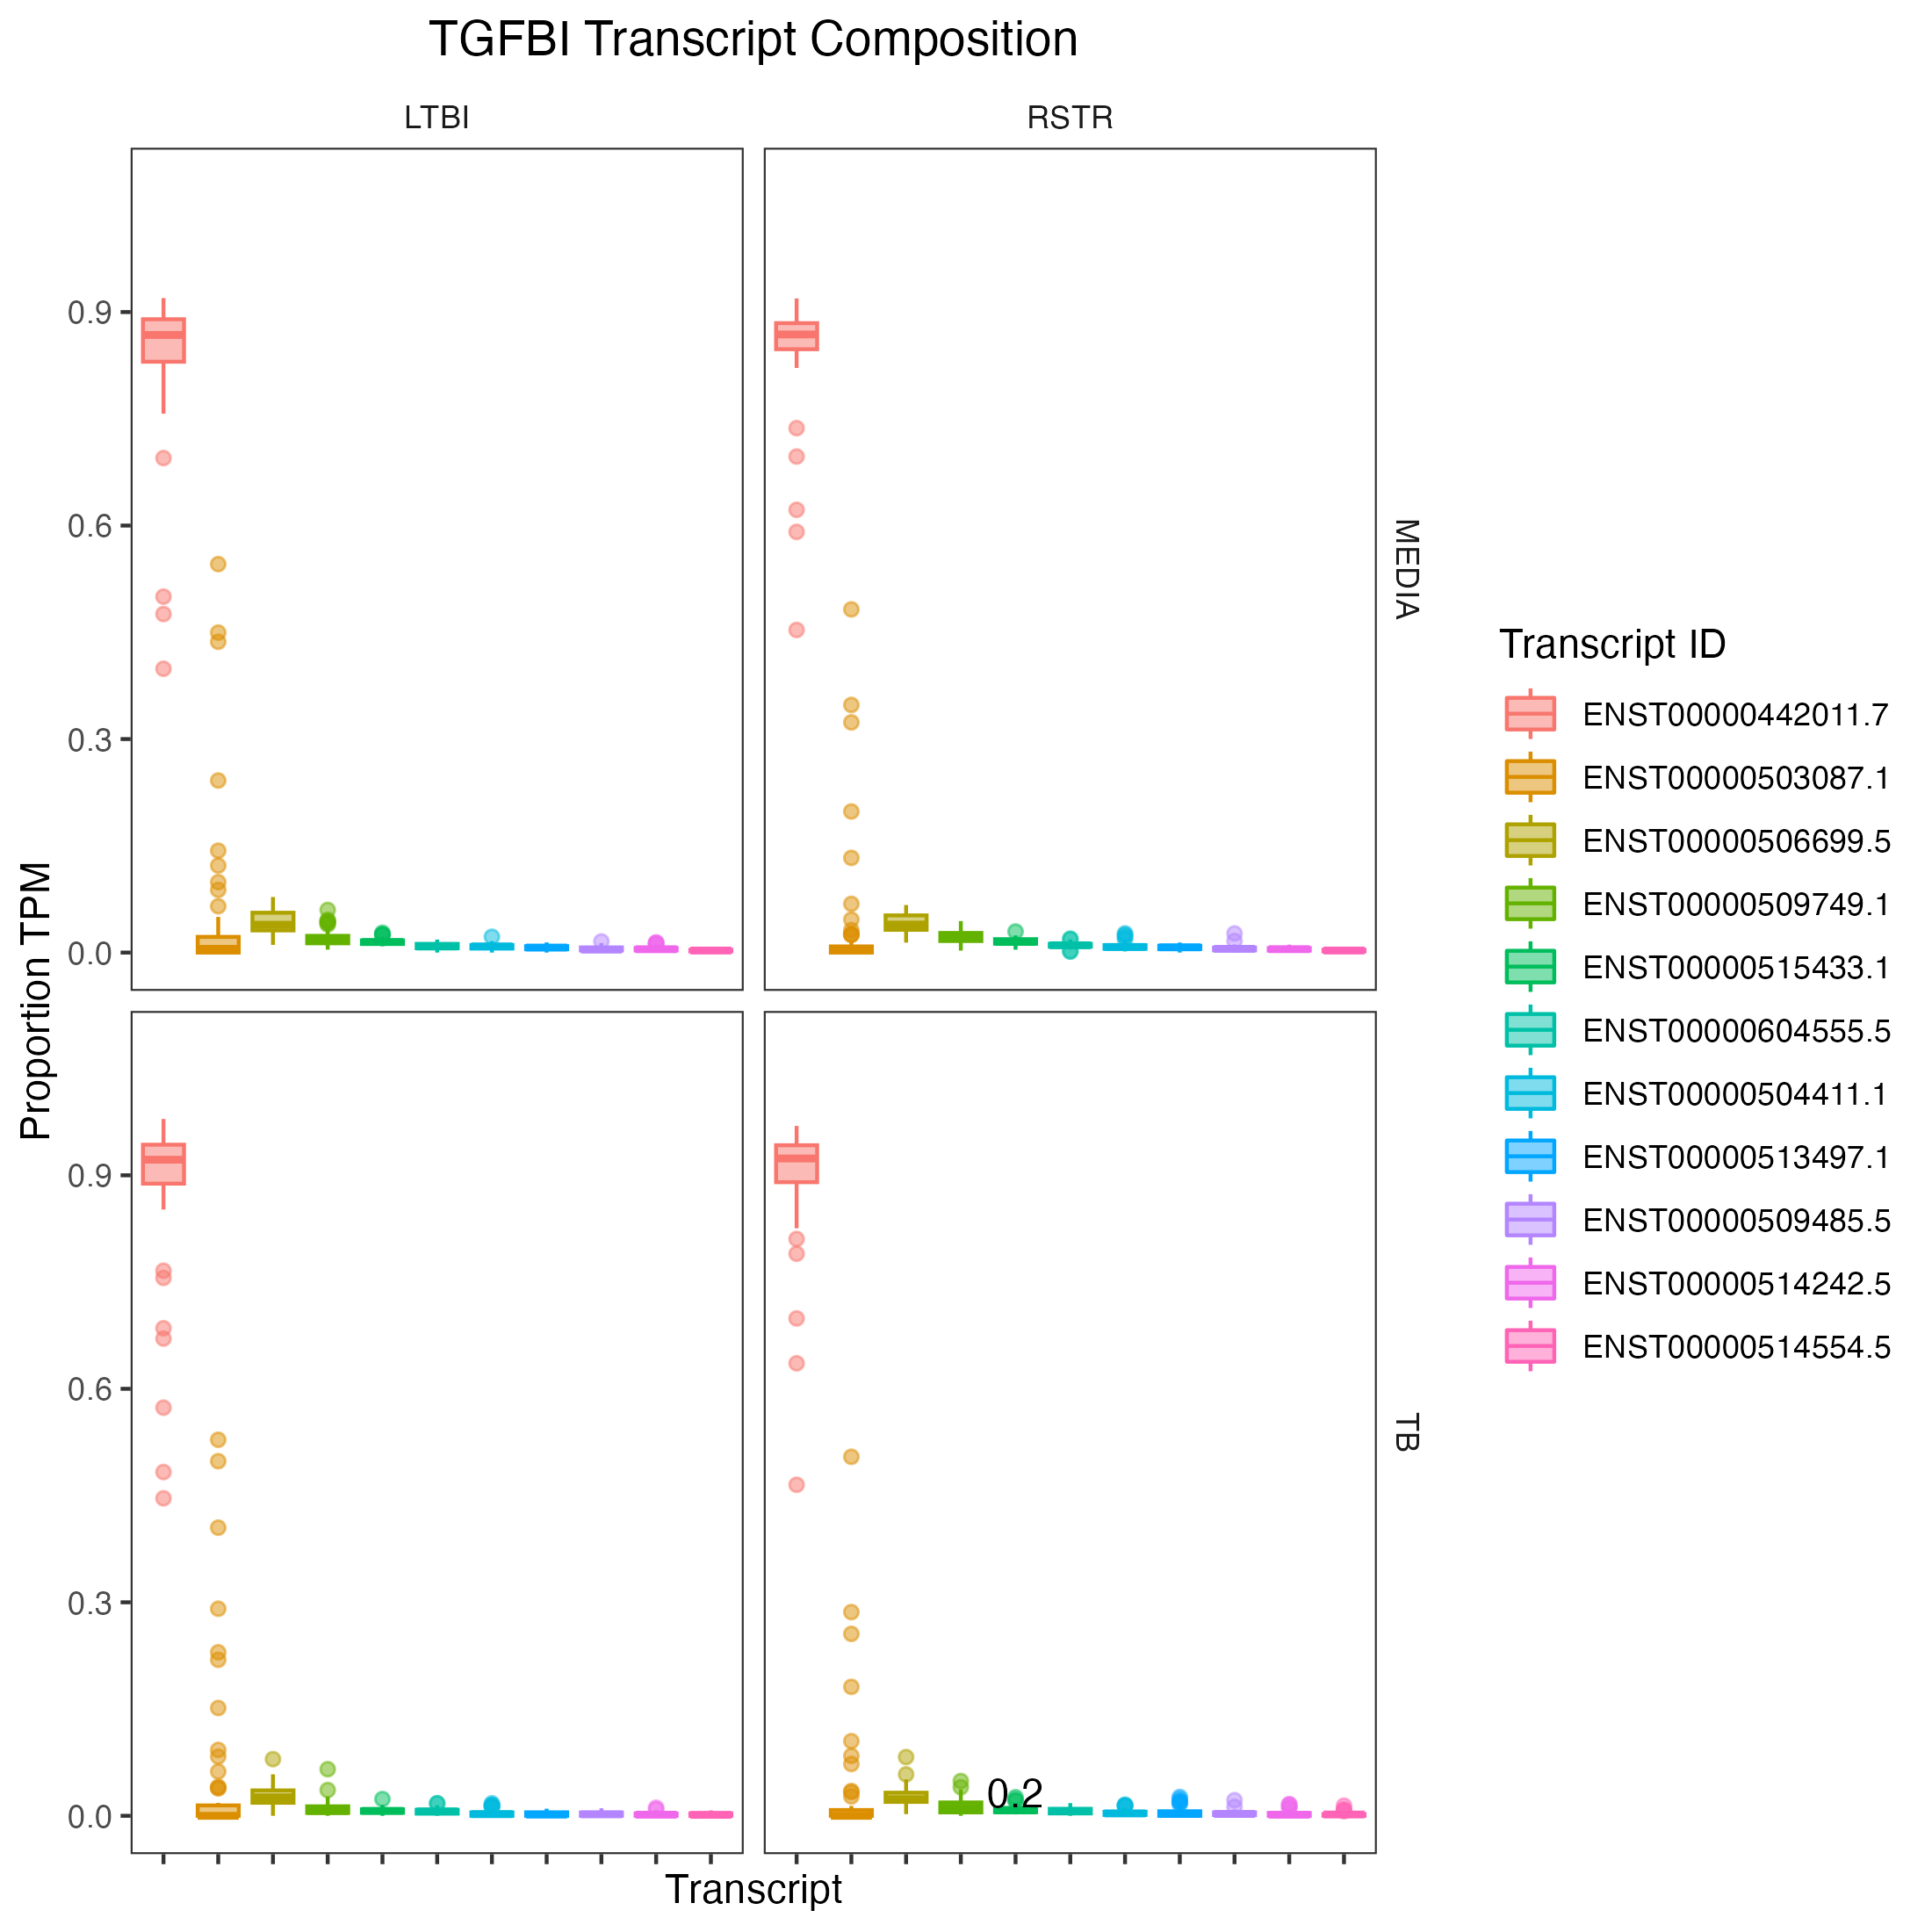 TGFBI Transcript Composition
LTBI
RSTR
0.9
0.6
0.3
0.0
MEDIA
0.9
0.6
0.3
0.0
0.2
TB
Proportion TPM
Transcript
Transcript ID
ENST00000442011.7
ENST00000503087.1
ENST00000506699.5
ENST00000509749.1
ENST00000515433.1
ENST00000604555.5
ENST00000504411.1
ENST00000513497.1
ENST00000509485.5
ENST00000514242.5
ENST00000514554.5